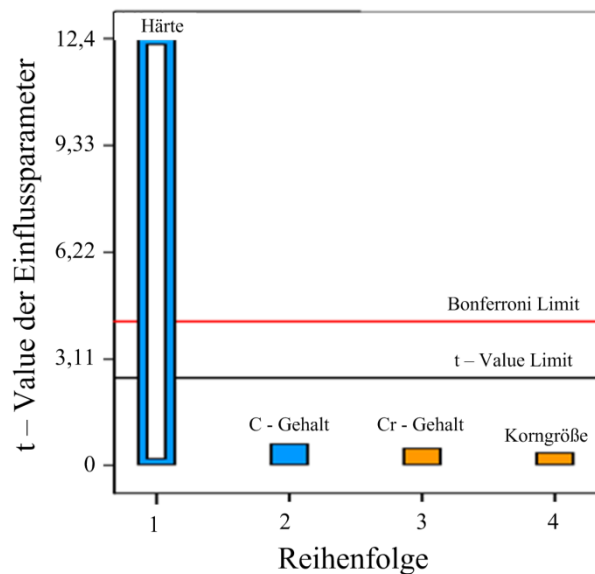 t – Value der Einflussparameter
12,4
9,33
6,22
3,11
0
Härte
Bonferroni Limit
t – Value Limit
C - Gehalt
Cr - Gehalt
Korngröße
1
2
3
4
Reihenfolge